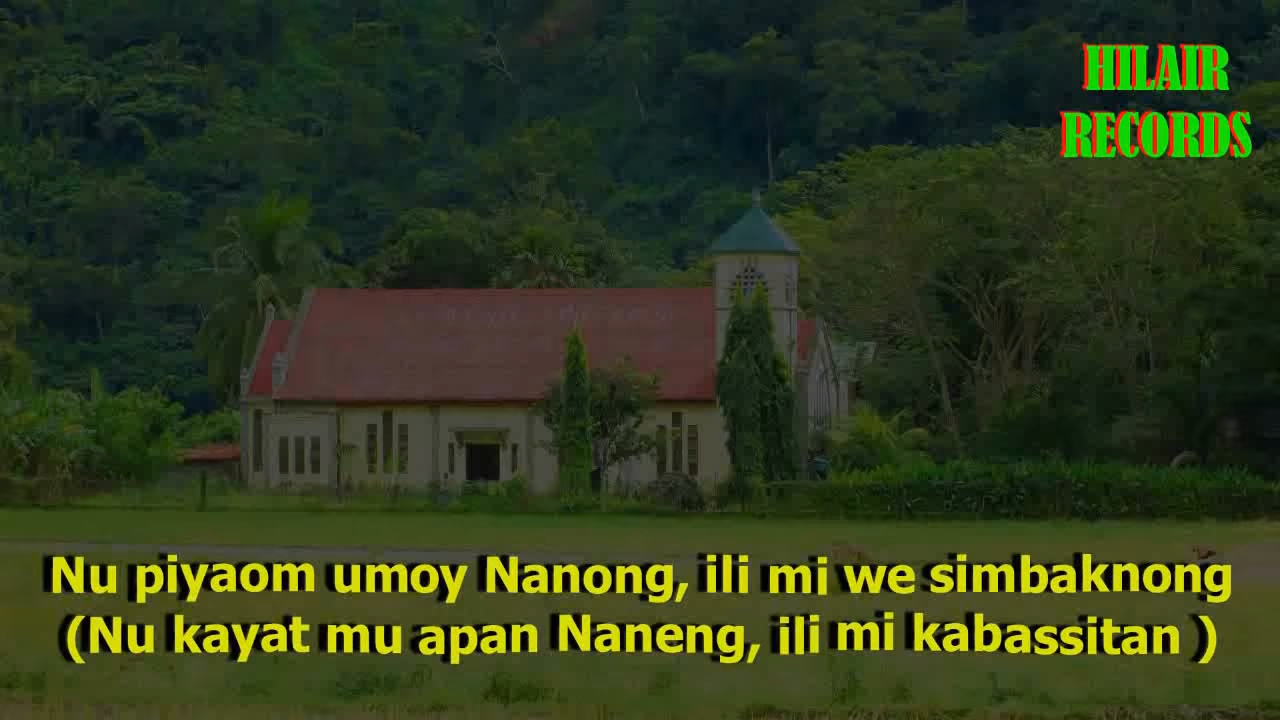 HILAIR
RECORDS
Nu piyaom umoy Nanong, ili mi we simbaknong
(Nu kayat mu apan Naneng, ili mi kabassitan )